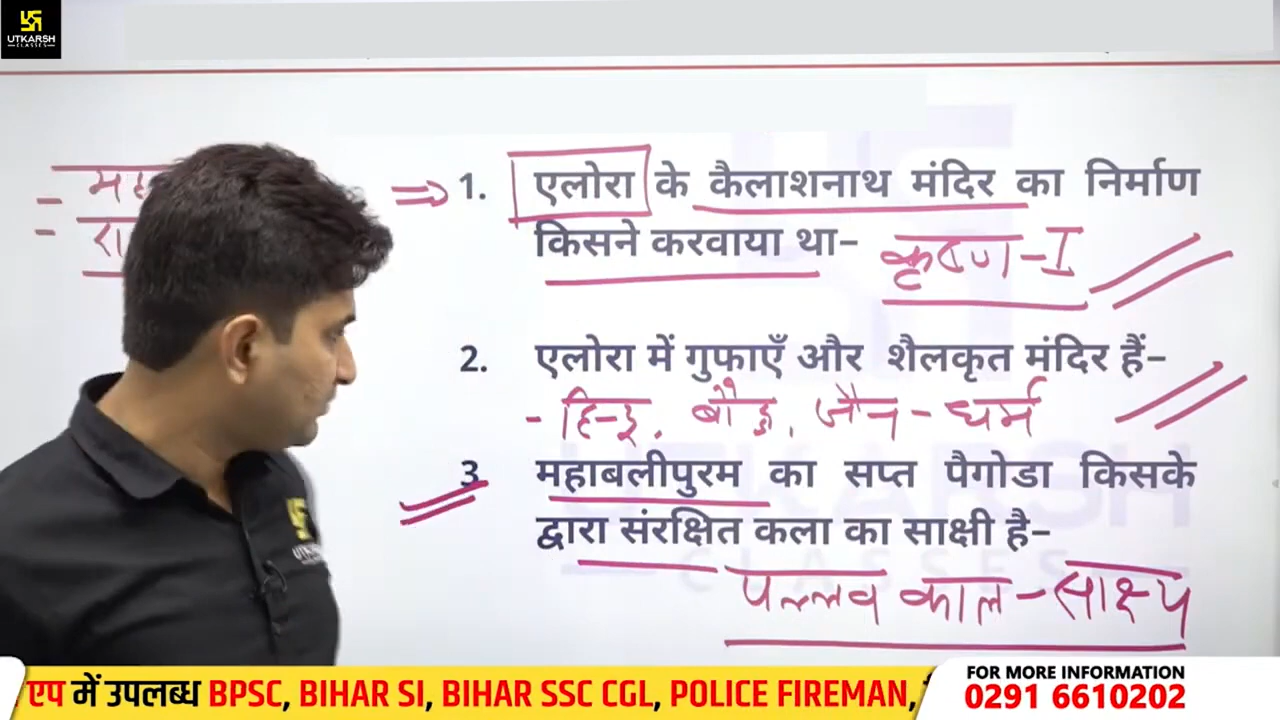 UTKARSH
CLASSES
1. एलोरा के कैलाशनाथ मंदिर का निर्माण
किसने करवाया था- कृष्ण-I
2. एलोरा में गुफाएँ और शैलकृत मंदिर हैं-
- हिन्दू, बौद्ध, जैन - धर्म
3 महाबलीपुरम का सप्त पैगोडा किसके
द्वारा संरक्षित कला का साक्षी है-
पल्लव काल - साक्ष्य
एप में उपलब्ध BPSC, BIHAR SI, BIHAR SSC CGL, POLICE FIREMAN,
FOR MORE INFORMATION
0291 6610202